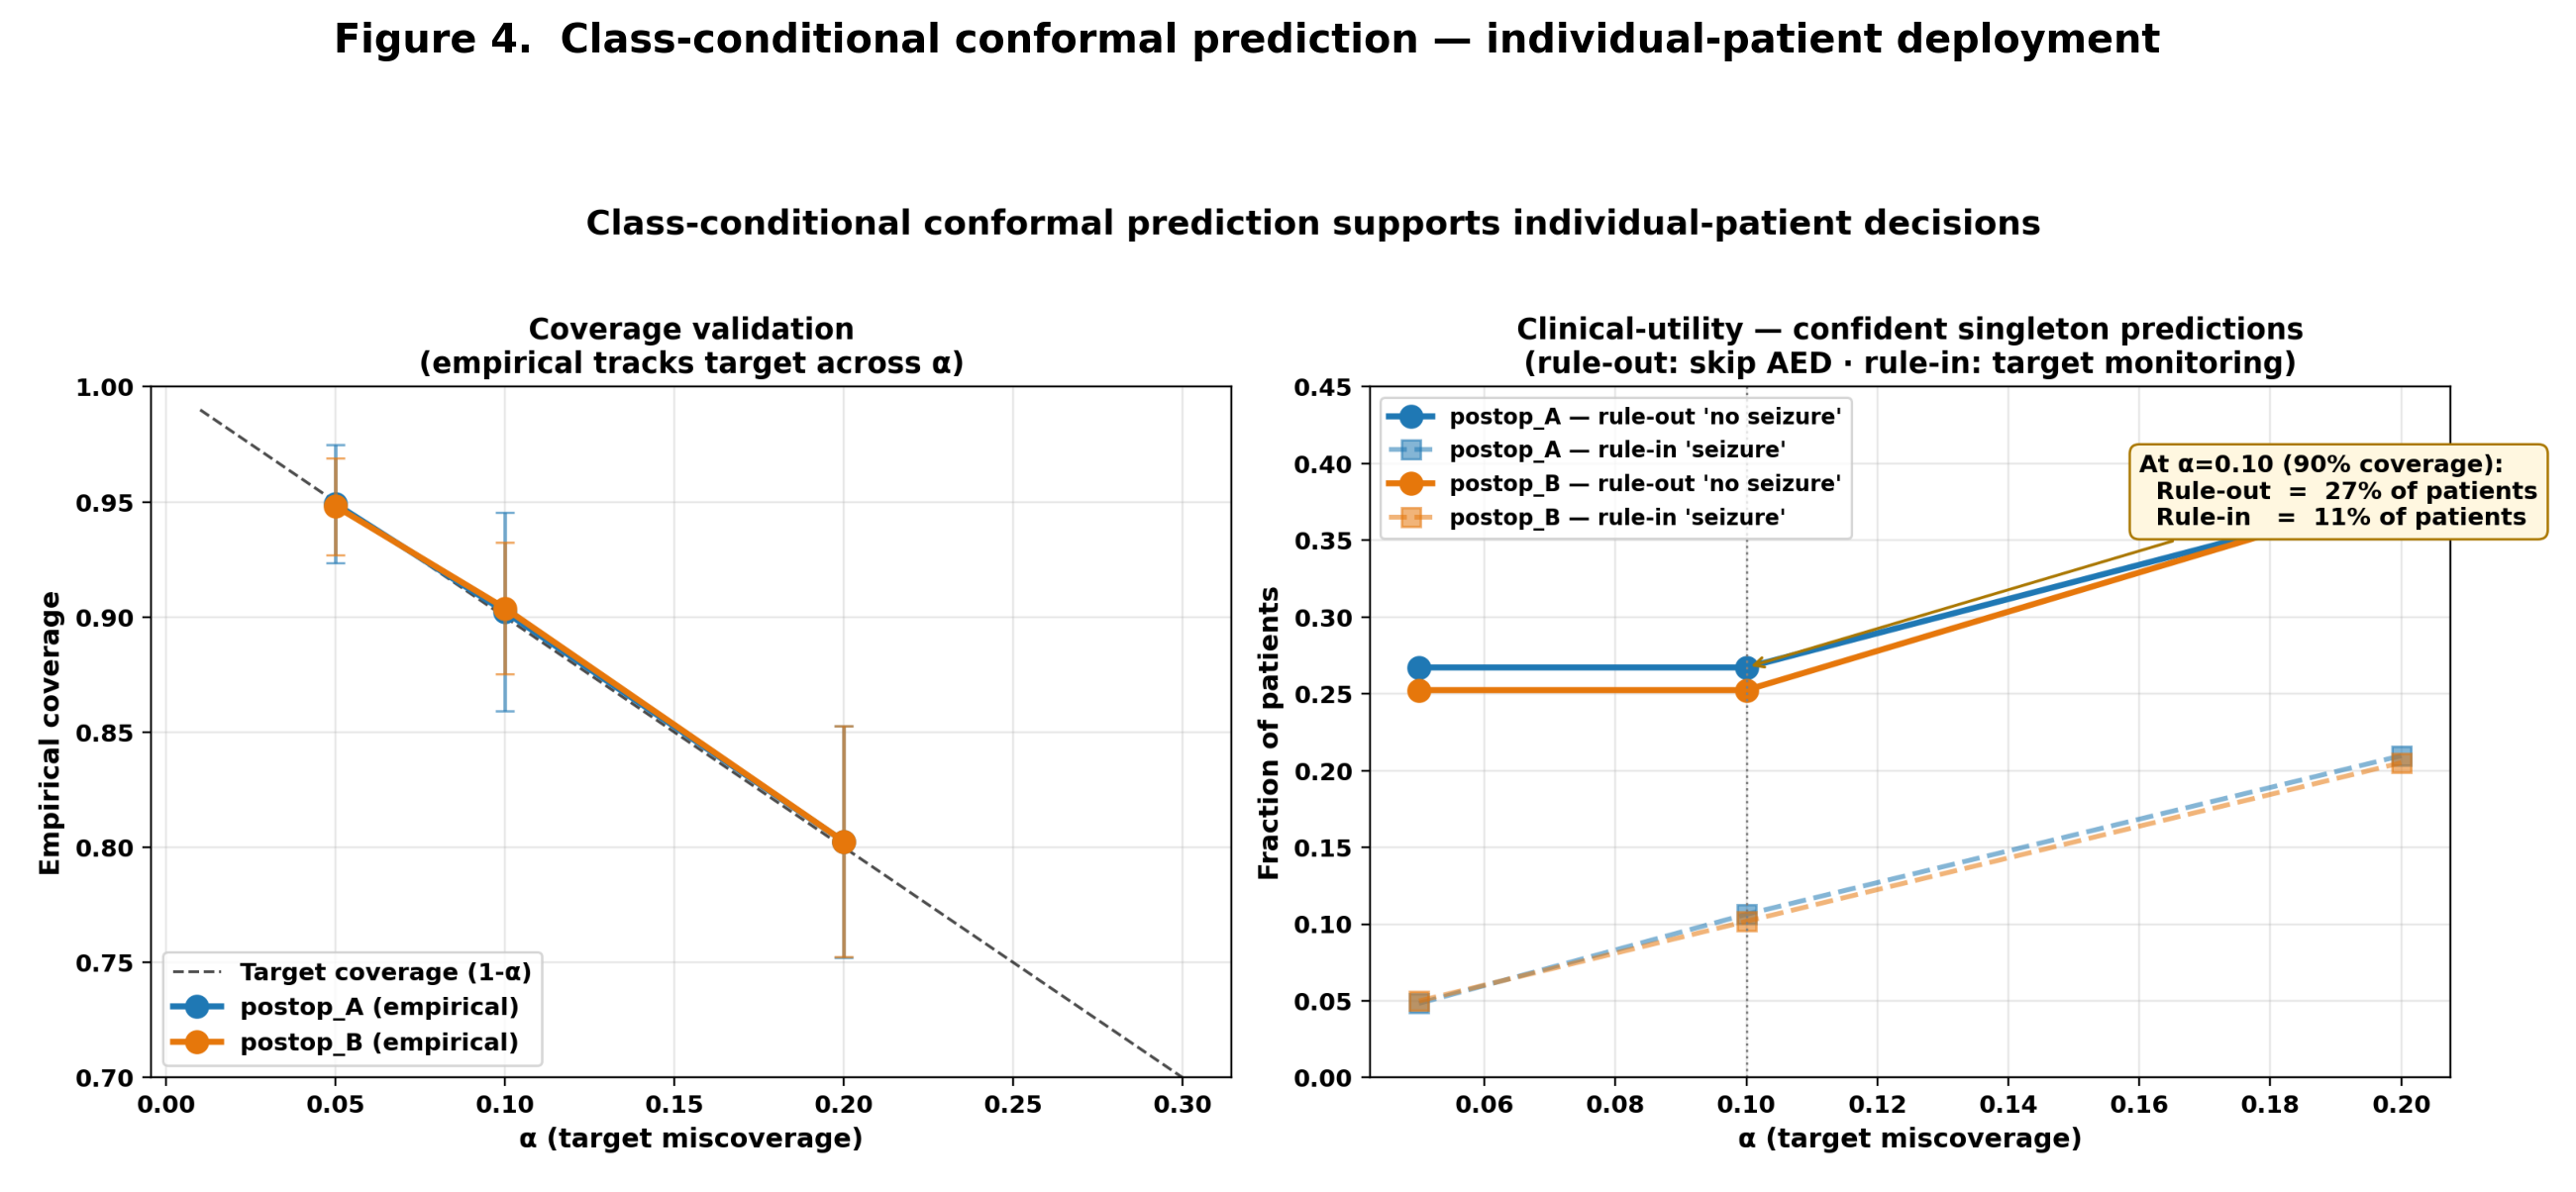 Figure 4.  Class-conditional conformal prediction — individual-patient deployment
Class-conditional conformal prediction supports individual-patient decisions
Coverage validation
(empirical tracks target across α)
1.00
0.95
0.90
0.85
0.80
0.75
0.70
Empirical coverage
Target coverage (1-α)
postop_A (empirical)
postop_B (empirical)
0.00
0.05
0.10
0.15
0.20
0.25
0.30
α (target miscoverage)
Clinical-utility — confident singleton predictions
(rule-out: skip AED · rule-in: target monitoring)
0.45
0.40
0.35
0.30
0.25
0.20
0.15
0.10
0.05
0.00
Fraction of patients
postop_A — rule-out 'no seizure'
postop_A — rule-in 'seizure'
postop_B — rule-out 'no seizure'
postop_B — rule-in 'seizure'
At α=0.10 (90% coverage):
Rule-out  =  27% of patients
Rule-in   =  11% of patients
0.06
0.08
0.10
0.12
0.14
0.16
0.18
0.20
α (target miscoverage)